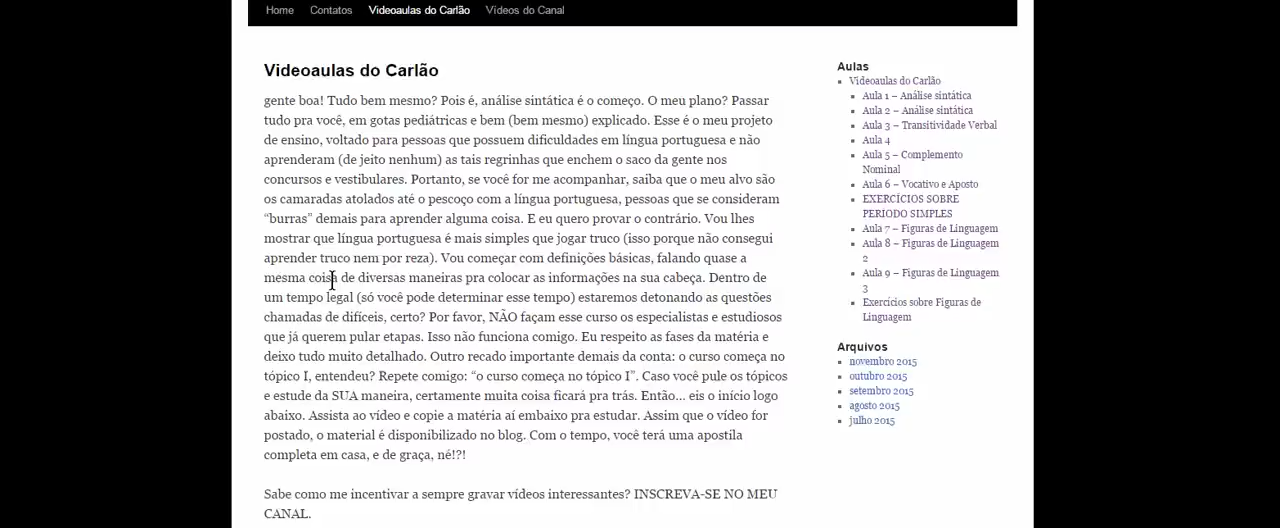 Home Contatos Videoaulas do Carlão Vídeos do Canal
Videoaulas do Carlão
gente boa! Tudo bem mesmo? Pois é, análise sintática é o começo. O meu plano? Passar
tudo pra você, em gotas pediátricas e bem (bem mesmo) explicado. Esse é o meu projeto
de ensino, voltado para pessoas que possuem dificuldades em língua portuguesa e não
aprenderam (de jeito nenhum) as tais regrinhas que enchem o saco da gente nos
concursos e vestibulares. Portanto, se você for me acompanhar, saiba que o meu alvo são
os camaradas atolados até o pescoço com a língua portuguesa, pessoas que se consideram
“burras” demais para aprender alguma coisa. E eu quero provar o contrário. Vou lhes
mostrar que língua portuguesa é mais simples que jogar truco (isso porque não consegui
aprender truco nem por reza). Vou começar com definições básicas, falando quase a
mesma coisa de diversas maneiras pra colocar as informações na sua cabeça. Dentro de
um tempo legal (só você pode determinar esse tempo) estaremos detonando as questões
chamadas de difíceis, certo? Por favor, NÃO façam esse curso os especialistas e estudiosos
que já querem pular etapas. Isso não funciona comigo. Eu respeito as fases da matéria e
deixo tudo muito detalhado. Outro recado importante demais da conta: o curso começa no
tópico I, entendeu? Repete comigo: “o curso começa no tópico I”. Caso você pule os tópicos
e estude da SUA maneira, certamente muita coisa ficará pra trás. Então… eis o início logo
abaixo. Assista ao vídeo e copie a matéria aí embaixo pra estudar. Assim que o vídeo for
postado, o material é disponibilizado no blog. Com o tempo, você terá uma apostila
completa em casa, e de graça, né!?!
Sabe como me incentivar a sempre gravar vídeos interessantes? INSCREVA-SE NO MEU
CANAL.
Aulas
Videoaulas do Carlão
Aula 1 – Análise sintática
Aula 2 – Análise sintática
Aula 3 – Transitividade Verbal
Aula 4
Aula 5 – Complemento
Nominal
Aula 6 – Vocativo e Aposto
EXERCÍCIOS SOBRE
PERIODO SIMPLES
Aula 7 – Figuras de Linguagem
Aula 8 – Figuras de Linguagem
2
Aula 9 – Figuras de Linguagem
3
Exercícios sobre Figuras de
Linguagem
Arquivos
novembro 2015
outubro 2015
setembro 2015
agosto 2015
julho 2015